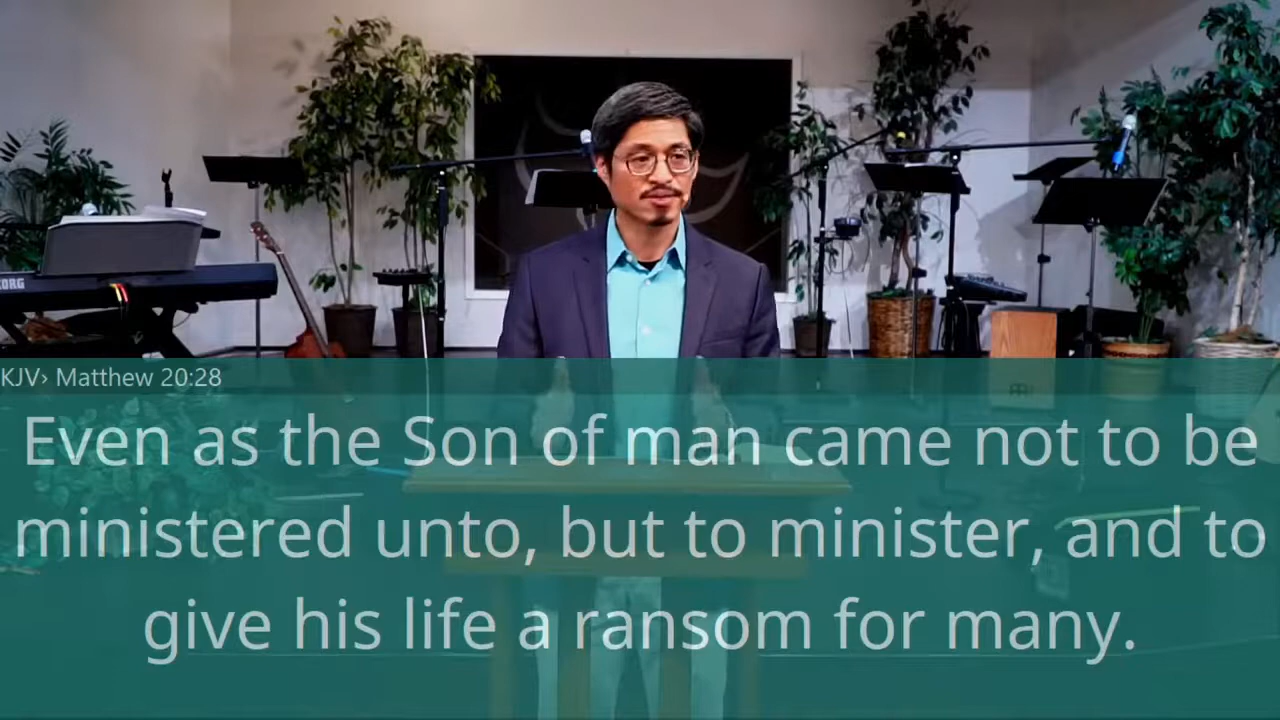 KORG
KJV› Matthew 20:28
Even as the Son of man came not to be
ministered unto, but to minister, and to
give his life a ransom for many.